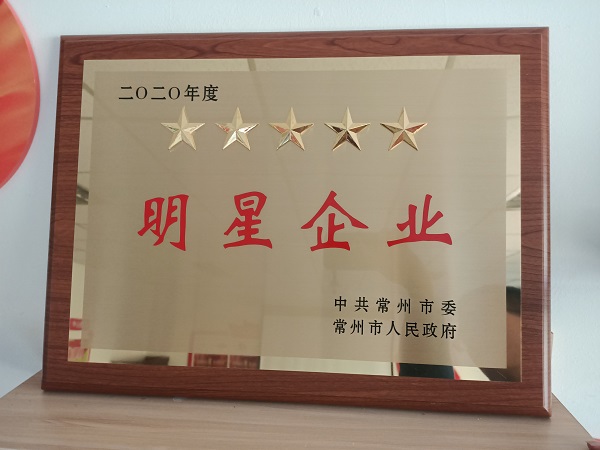 二〇二〇年度
明星企业
中共常州市委
常州市人民政府